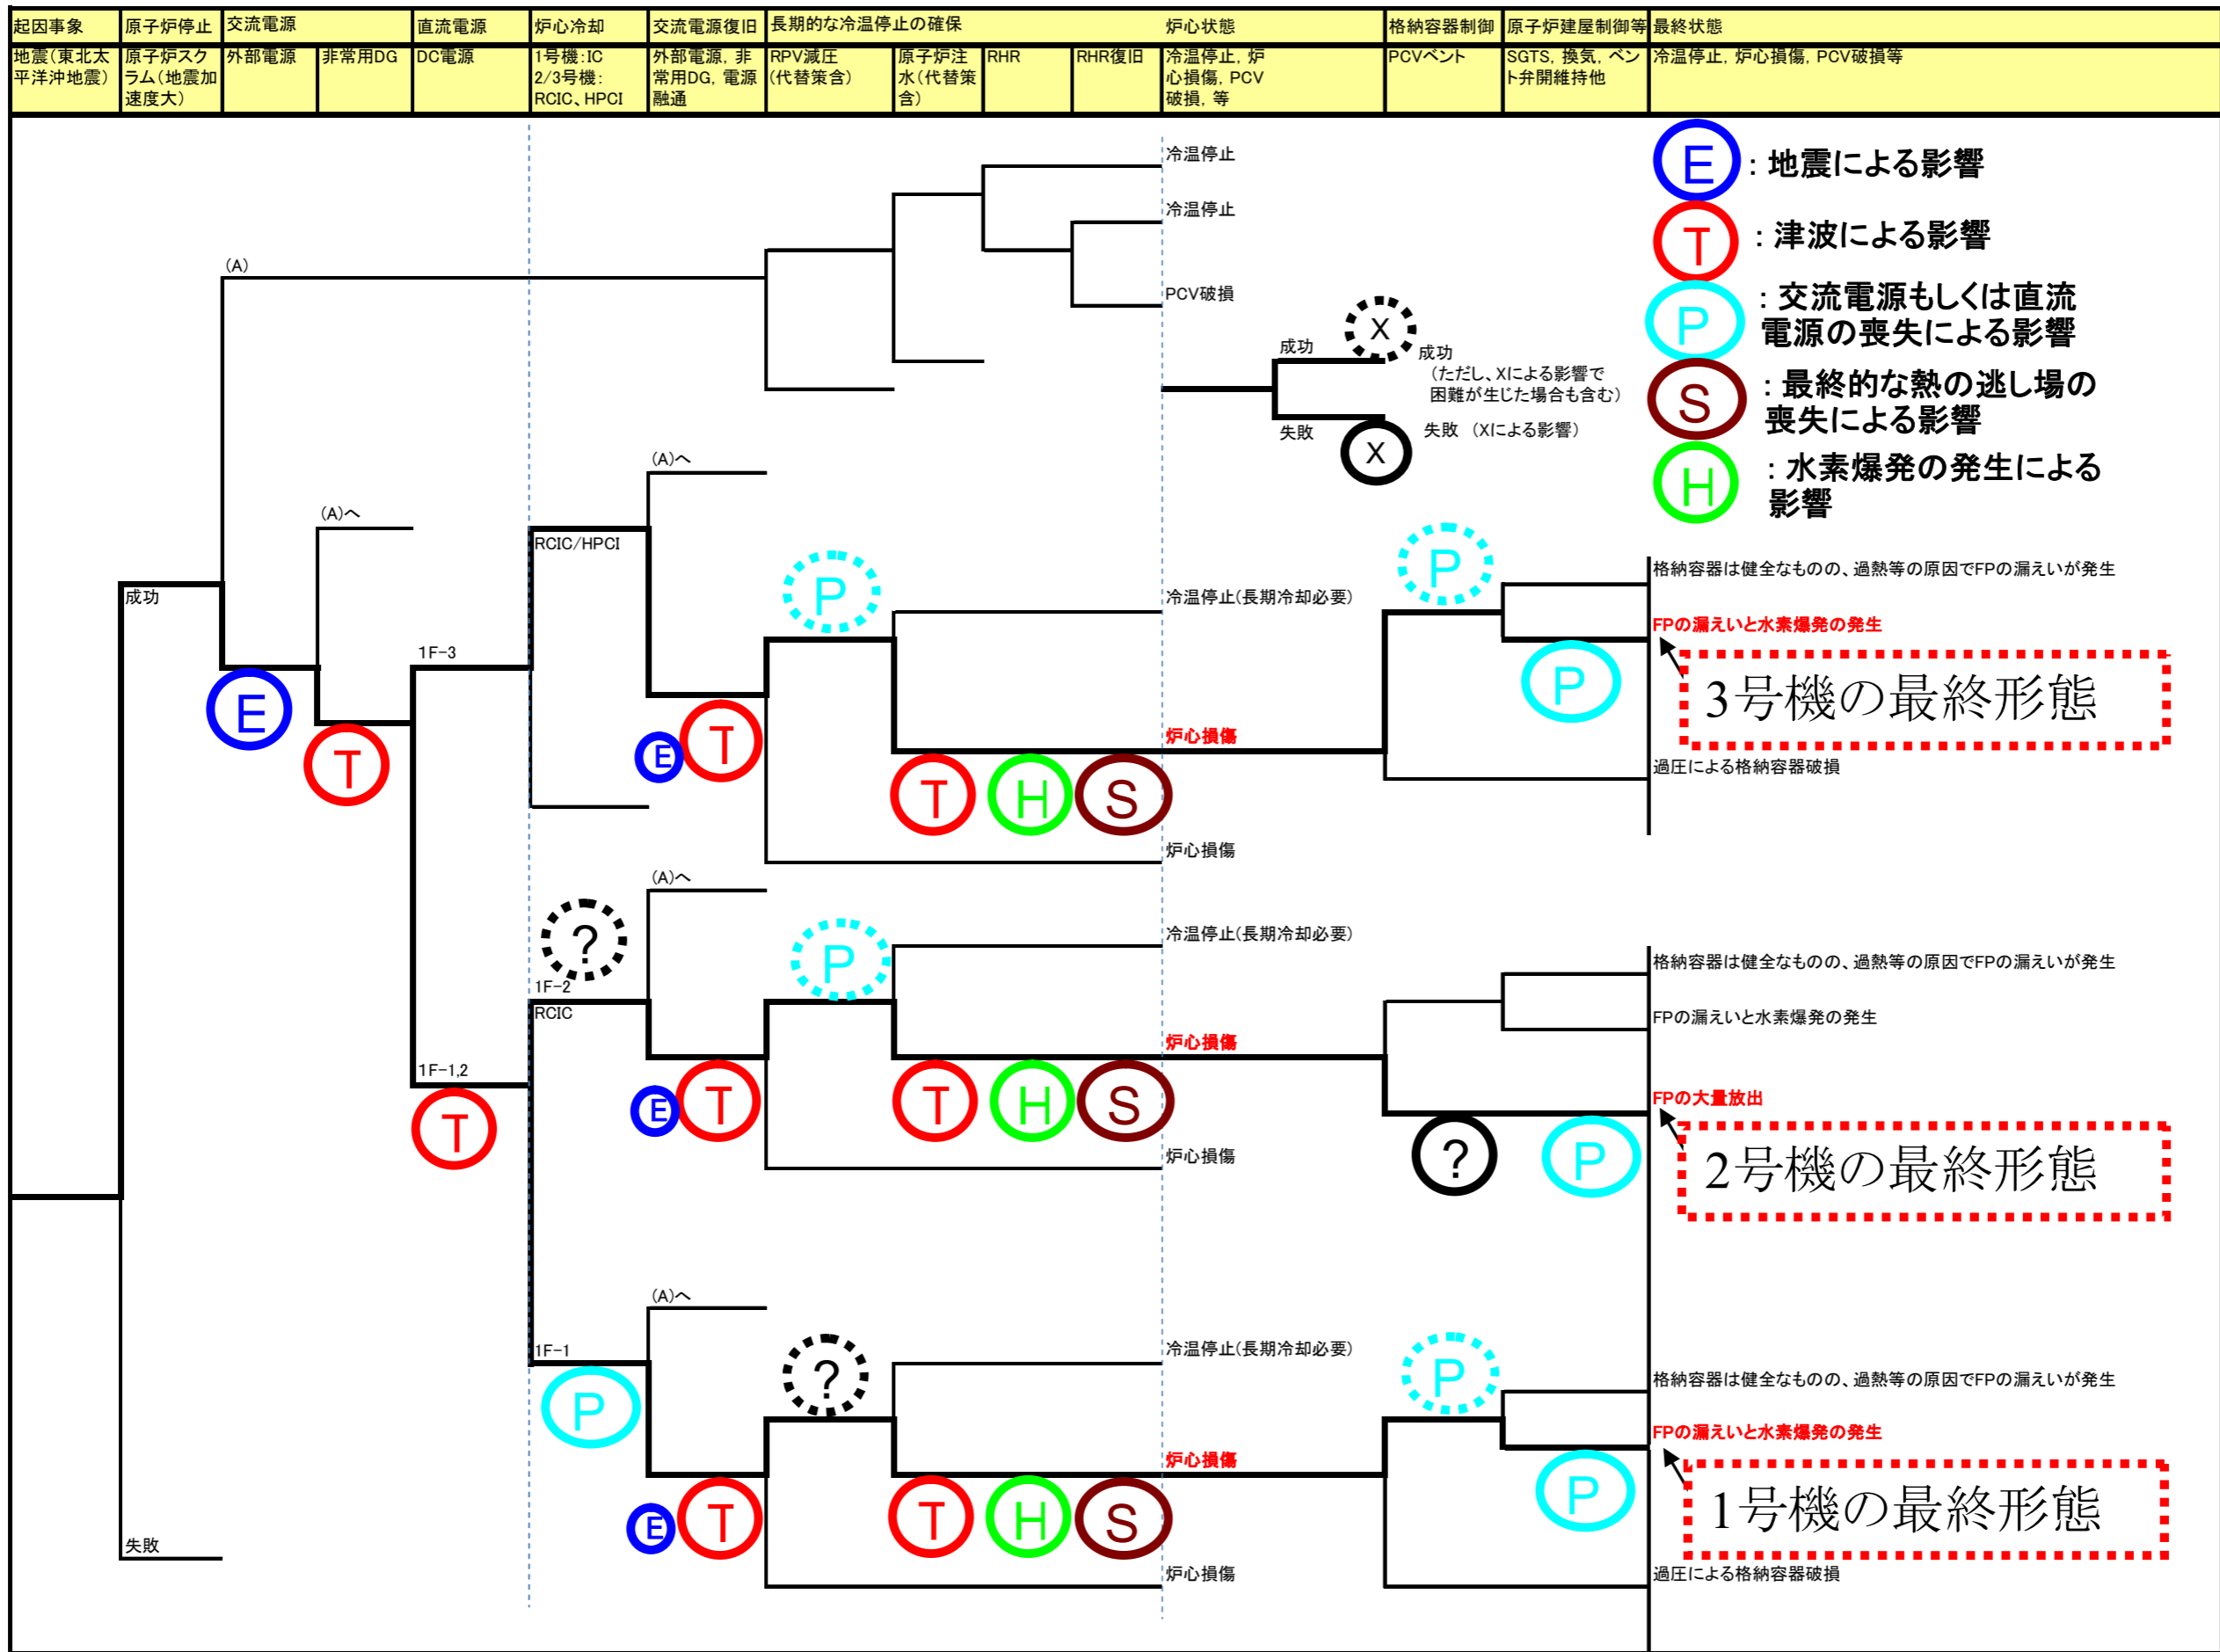 起因事象
原子炉停止
交流電源
直流電源
炉心冷却
交流電源復旧
長期的な冷温停止の確保
炉心状態
格納容器制御
原子炉建屋制御等
最終状態
地震(東北太
平洋沖地震)
原子炉スク
ラム(地震加
速度大)
外部電源
非常用DG
DC電源
1号機:IC
2/3号機:
RCIC、HPCI
外部電源, 非
常用DG, 電源
融通
RPV減圧
(代替策含)
原子炉注
水(代替策
含)
RHR
RHR復旧
冷温停止, 炉
心損傷, PCV
破損, 等
PCVベント
SGTS, 換気, ベン
ト弁開維持他
冷温停止, 炉心損傷, PCV破損等
冷温停止
冷温停止
PCV破損
(A)
E
: 地震による影響
T
: 津波による影響
P
: 交流電源もしくは直流
電源の喪失による影響
S
: 最終的な熱の逃し場の
喪失による影響
H
: 水素爆発の発生による
影響
成功
X
成功
(ただし、Xによる影響で
困難が生じた場合も含む)
失敗
X
失敗 (Xによる影響)
(A)へ
(A)へ
RCIC/HPCI
成功
1F-3
E
T
P
冷温停止(長期冷却必要)
E
T
炉心損傷
T
H
S
炉心損傷
P
格納容器は健全なものの、過熱等の原因でFPの漏えいが発生
FPの漏えいと水素爆発の発生
P
3号機の最終形態
過圧による格納容器破損
(A)へ
?
1F-2
RCIC
1F-1,2
T
P
冷温停止(長期冷却必要)
E
T
炉心損傷
T
H
S
炉心損傷
格納容器は健全なものの、過熱等の原因でFPの漏えいが発生
FPの漏えいと水素爆発の発生
FPの大量放出
?
P
2号機の最終形態
(A)へ
1F-1
P
?
冷温停止(長期冷却必要)
E
T
炉心損傷
T
H
S
炉心損傷
P
格納容器は健全なものの、過熱等の原因でFPの漏えいが発生
FPの漏えいと水素爆発の発生
P
1号機の最終形態
過圧による格納容器破損
失敗